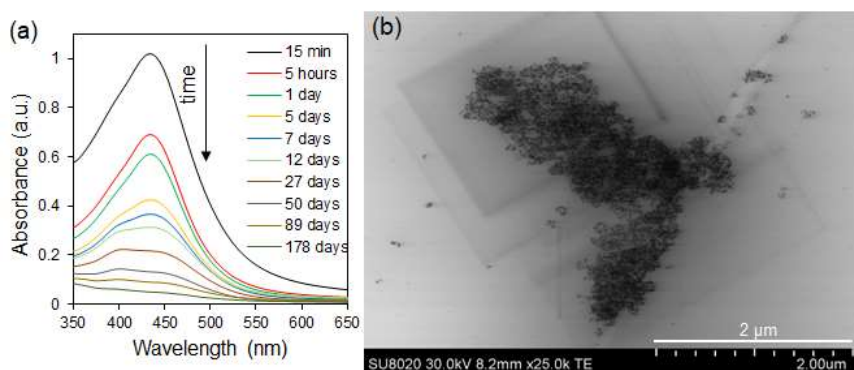 (a)
Absorbance (a.u.)
1
0.8
0.6
0.4
0.2
0
350 400 450 500 550 600 650
Wavelength (nm)
time
15 min
5 hours
1 day
5 days
7 days
12 days
27 days
50 days
89 days
178 days
(b)
2 µm
SU8020 30.0kV 8.2mm x25.0k TE
2.00um